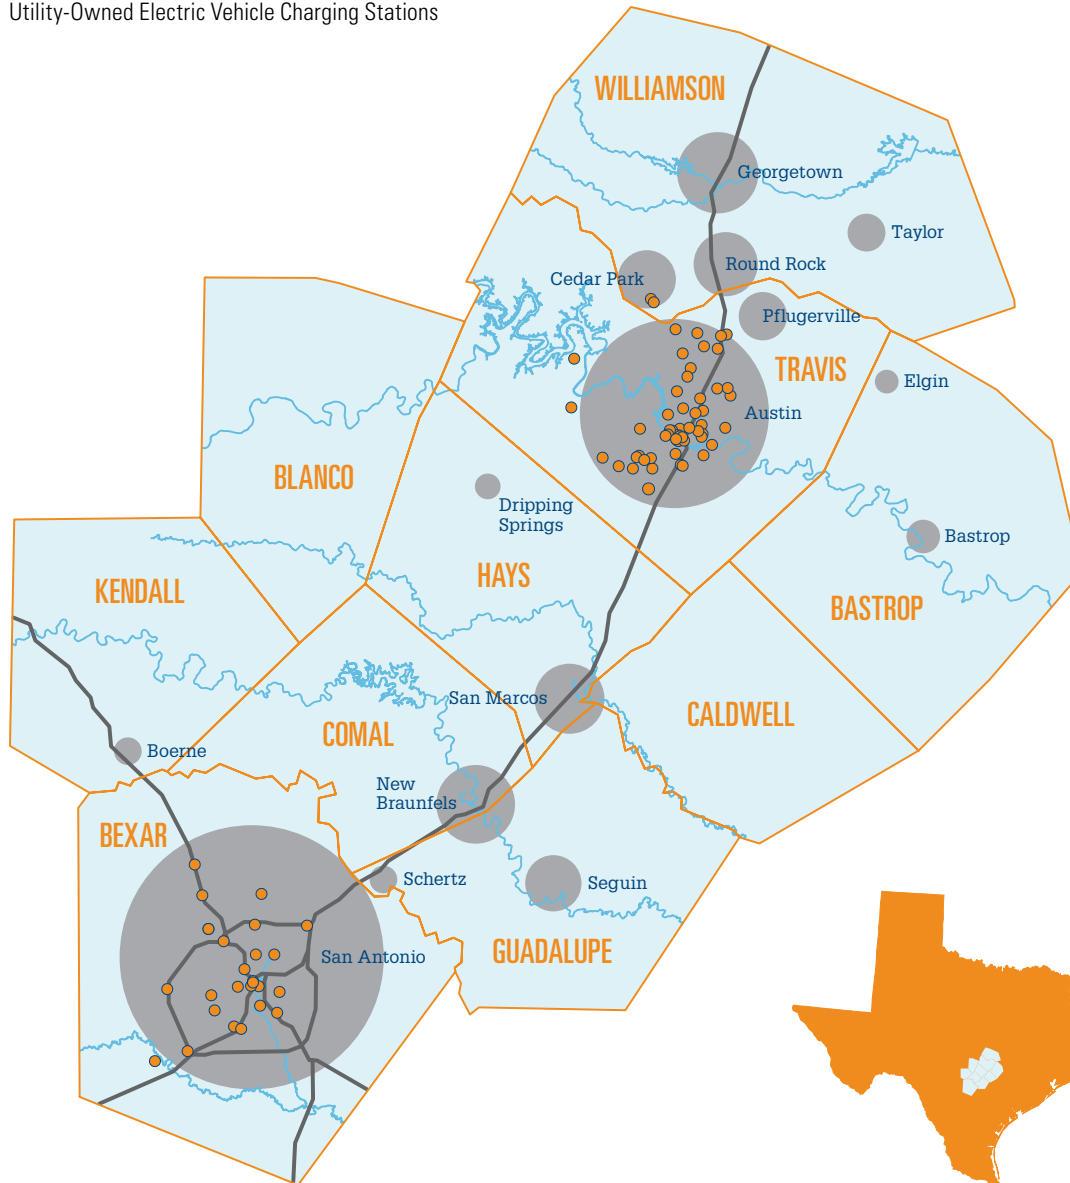 Utility-Owned Electric Vehicle Charging Stations
WILLIAMSON
Georgetown
Taylor
Round Rock
Cedar Park
Pflugerville
TRAVIS
Elgin
Austin
BLANCO
Dripping
Springs
Bastrop
HAYS
KENDALL
BASTROP
San Marcos
CALDWELL
COMAL
Boerne
New
Braunfels
BEXAR
Schertz
Seguin
GUADALUPE
San Antonio